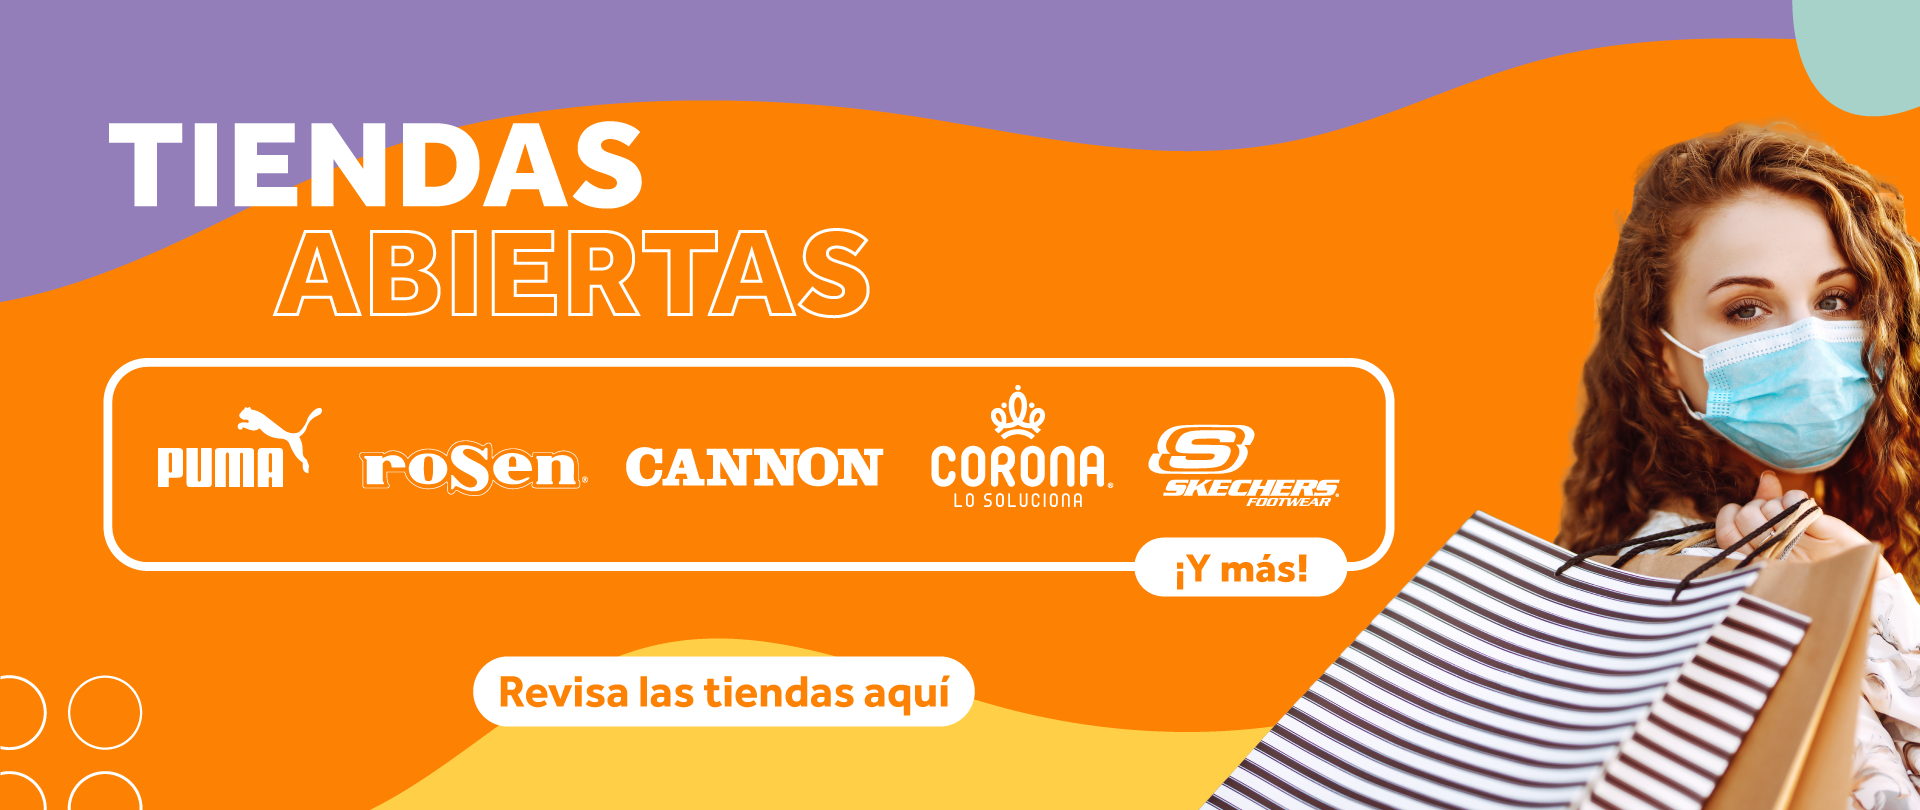 TIENDAS
ABIERTAS
PUMA
roSen®
CANNON
CORONA®
LO SOLUCIONA
SKECHERS®
FOOTWEAR
¡Y más!
Revisa las tiendas aquí